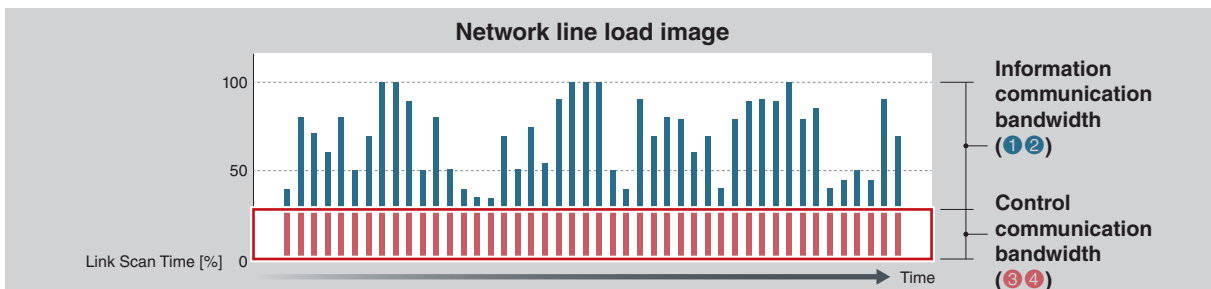 Network line load image
100
50
0
Link Scan Time [%]
Time
Information
communication
bandwidth
(❶❷)
Control
communication
bandwidth
(❸❹)